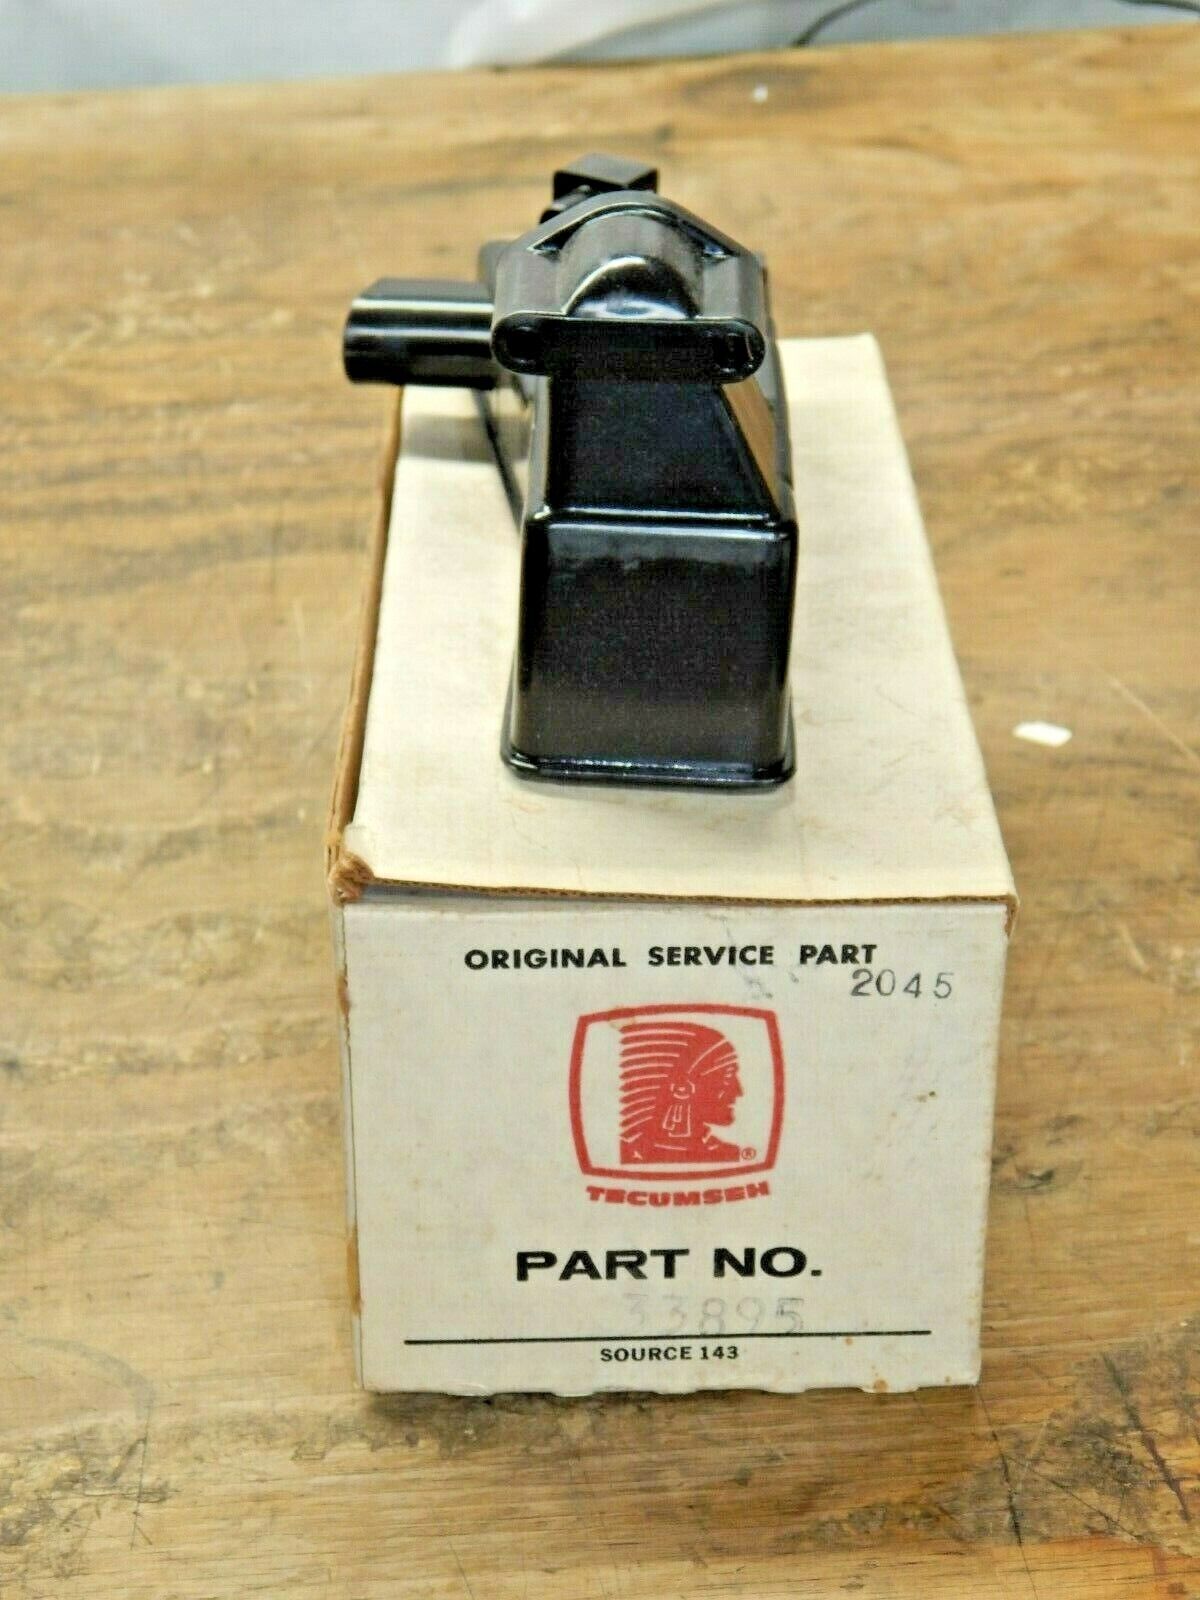 ORIGINAL SERVICE PART
2045
®
TECUMSEH
PART NO.
33895
SOURCE 143